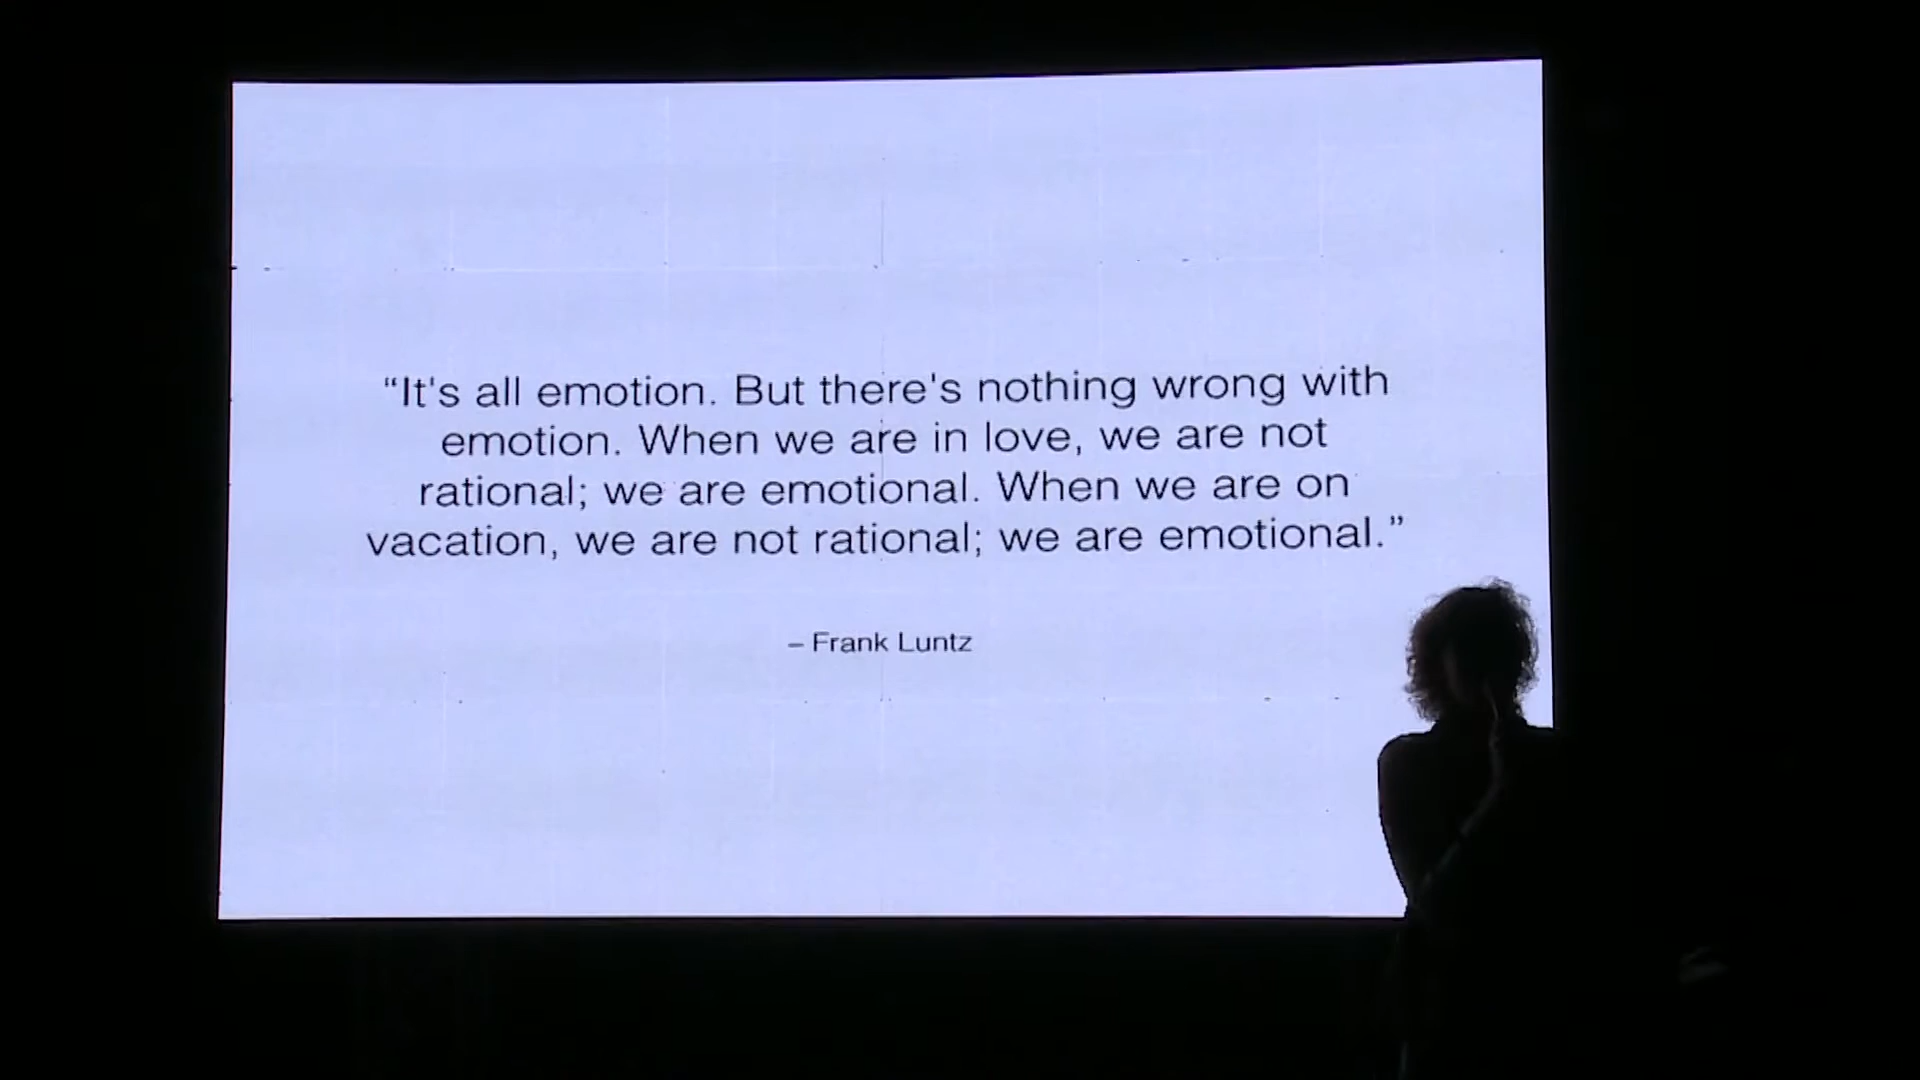 “It's all emotion. But there's nothing wrong with
emotion. When we are in love, we are not
rational; we are emotional. When we are on
vacation, we are not rational; we are emotional.”
– Frank Luntz